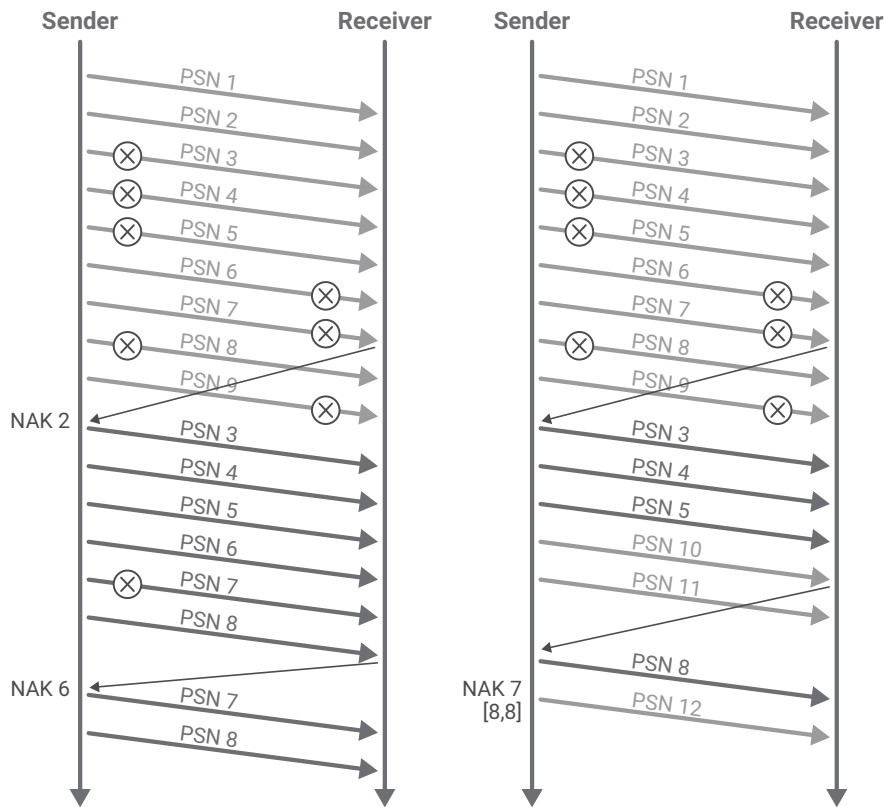 Sender
Receiver
PSN 1
PSN 2
PSN 3
PSN 4
PSN 5
PSN 6
PSN 7
PSN 8
PSN 9
NAK 2
PSN 3
PSN 4
PSN 5
PSN 6
PSN 7
PSN 8
NAK 6
PSN 7
PSN 8
Sender
Receiver
PSN 1
PSN 2
PSN 3
PSN 4
PSN 5
PSN 6
PSN 7
PSN 8
PSN 9
PSN 3
PSN 4
PSN 5
PSN 10
PSN 11
PSN 8
NAK 7
[8,8]
PSN 12